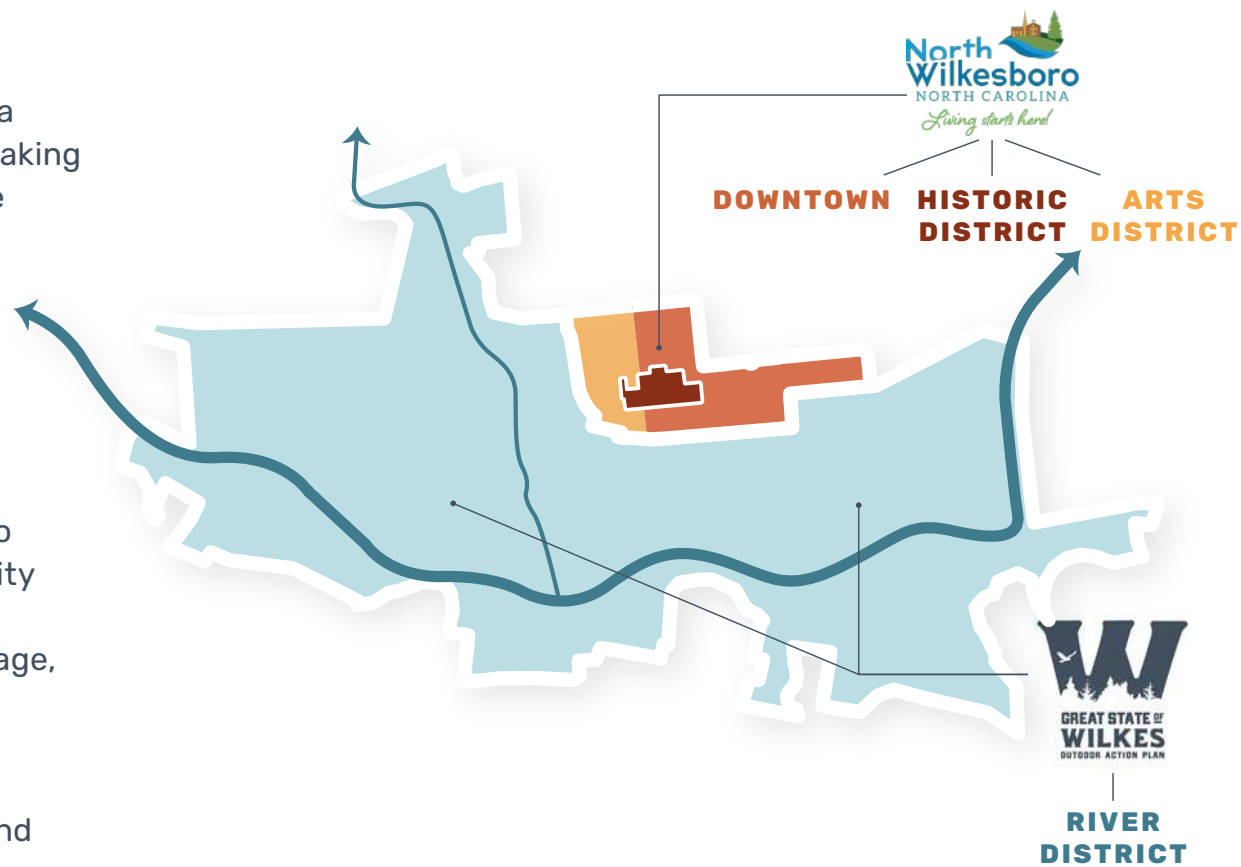 a
aking
e
o
ity
age,
nd
North
Wilkesboro
NORTH CAROLINA
Living starts here!
DOWNTOWN
HISTORIC
DISTRICT
ARTS
DISTRICT
W
GREAT STATE OF
WILKES
OUTDOOR ACTION PLAN
RIVER
DISTRICT